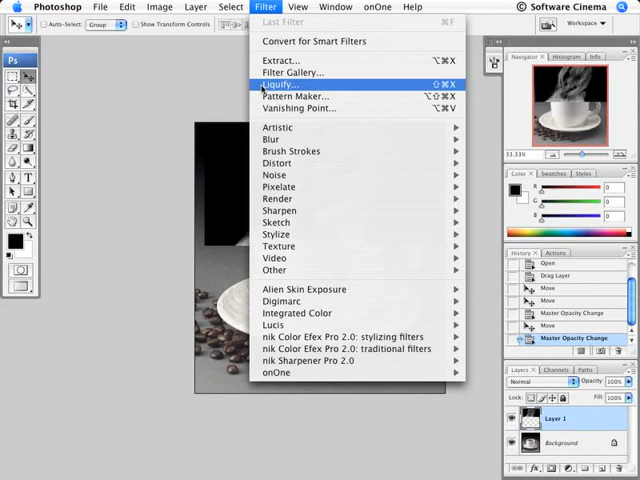 Photoshop File Edit Image Layer Select Filter View Window onOne Help © Software Cinema
Auto-Select: Group Show Transform Controls Workspace
Last Filter ⌘F
Convert for Smart Filters
Extract... ⌥⌘X
Filter Gallery...
Liquify... ⇧⌘X
Pattern Maker... ⌥⇧⌘X
Vanishing Point... ⌥⌘V
Artistic
Blur
Brush Strokes
Distort
Noise
Pixelate
Render
Sharpen
Sketch
Stylize
Texture
Video
Other
Alien Skin Exposure
Digimarc
Integrated Color
Lucis
nik Color Efex Pro 2.0: stylizing filters
nik Color Efex Pro 2.0: traditional filters
nik Sharpener Pro 2.0
onOne
Ps
Navigator Histogram Info
33.33%
Color Swatches Styles
R 0
G 0
B 0
History Actions
Open
Drag Layer
Move
Move
Master Opacity Change
Move
Master Opacity Change
Layers Channels Paths
Normal Opacity: 100%
Lock: Fill: 100%
Layer 1
Background